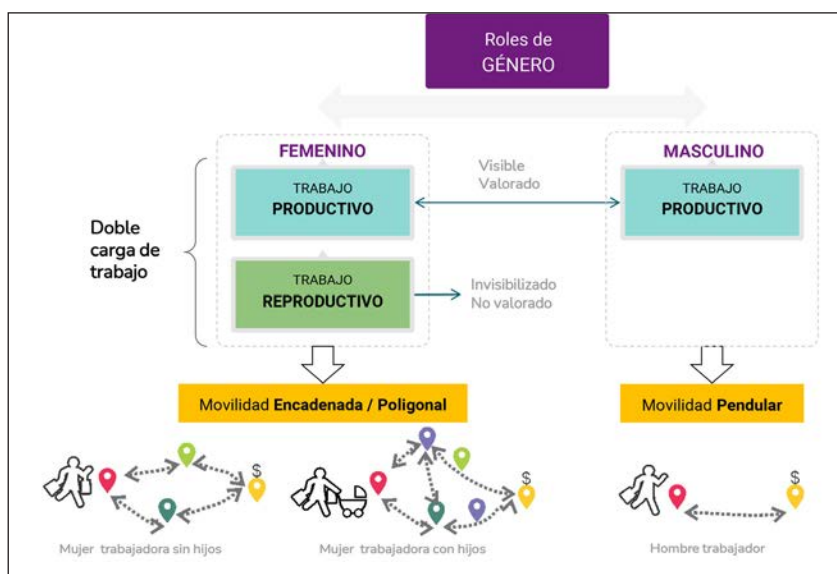 Roles de
GÉNERO
FEMENINO
MASCULINO
Doble
carga de
trabajo
TRABAJO
PRODUCTIVO
Visible
Valorado
TRABAJO
PRODUCTIVO
TRABAJO
REPRODUCTIVO
Invisibilizado
No valorado
Movilidad Encadenada / Poligonal
Movilidad Pendular
$
$
$
Mujer trabajadora sin hijos
Mujer trabajadora con hijos
Hombre trabajador